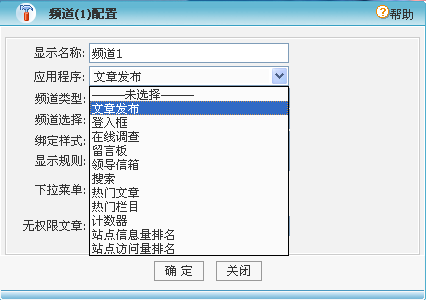 频道(1)配置 帮助
显示名称: 频道1
应用程序: 文章发布
频道类型:
频道选择:
绑定样式:
显示规则:
下拉菜单:
无权限文章:
———未选择———
文章发布
登入框
在线调查
留言板
领导信箱
搜索
热门文章
热门栏目
计数器
站点信息量排名
站点访问量排名
确 定 关闭